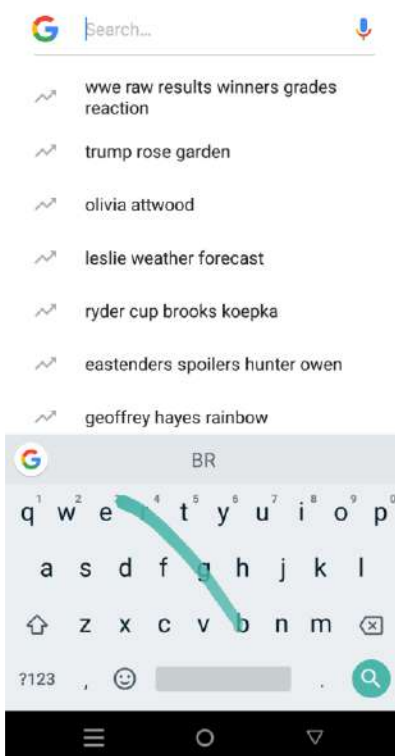 Search...
wwe raw results winners grades
reaction
trump rose garden
olivia attwood
leslie weather forecast
ryder cup brooks koepka
eastenders spoilers hunter owen
geoffrey hayes rainbow
BR
1 2 3 4 5 6 7 8 9 0
q w e r t y u i o p
a s d f g h j k l
z x c v b n m
?123 , .